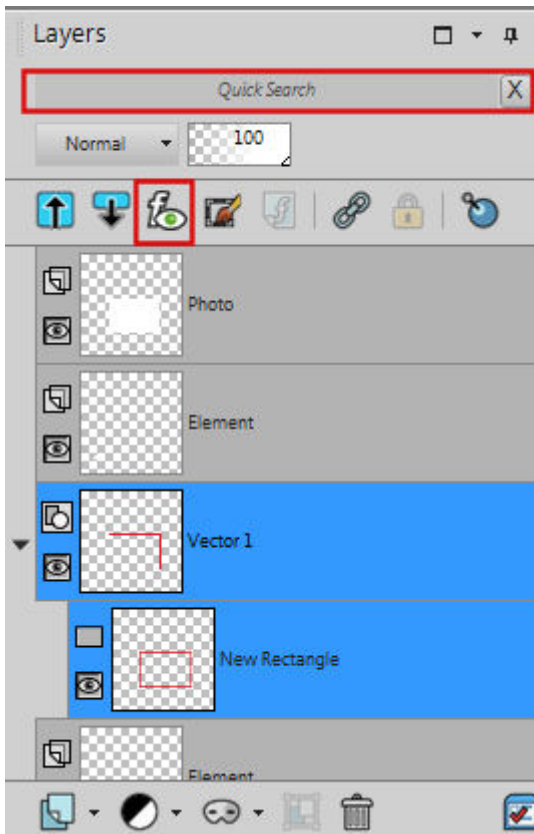 Layers
Quick Search
X
Normal
100
Photo
Element
Vector 1
New Rectangle
Element